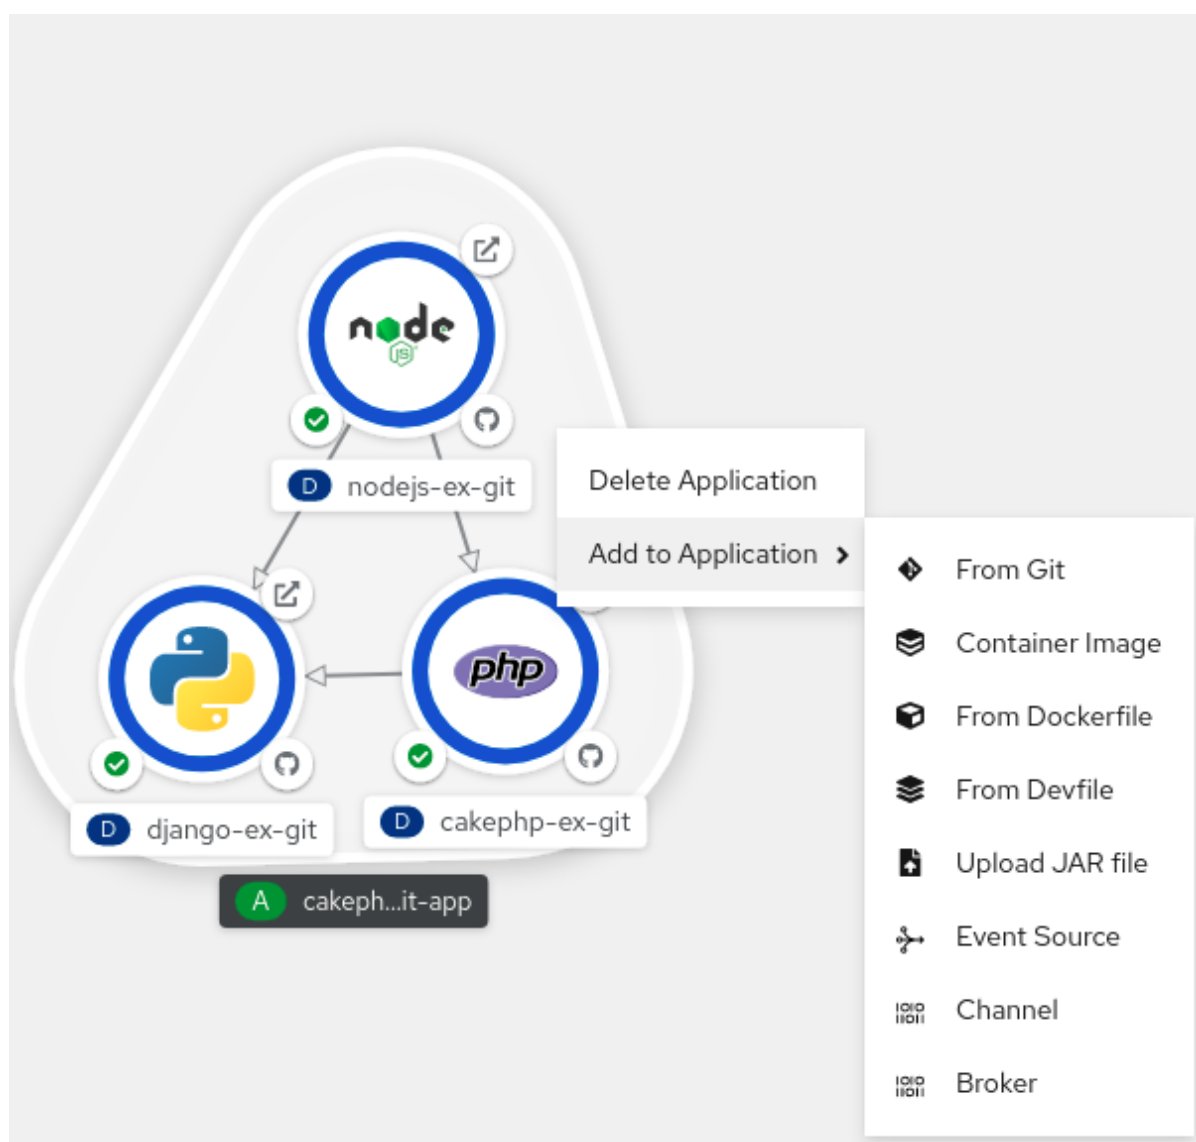 node
JS
D nodejs-ex-git
Delete Application
Add to Application
From Git
Container Image
From Dockerfile
From Devfile
Upload JAR file
Event Source
Channel
Broker
php
D django-ex-git
D cakephp-ex-git
A cakeph...it-app